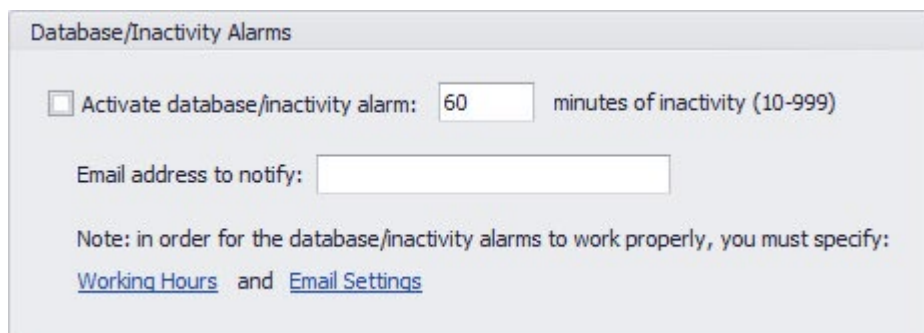 Database/Inactivity Alarms
Activate database/inactivity alarm: 60 minutes of inactivity (10-999)
Email address to notify:
Note: in order for the database/inactivity alarms to work properly, you must specify:
Working Hours and Email Settings